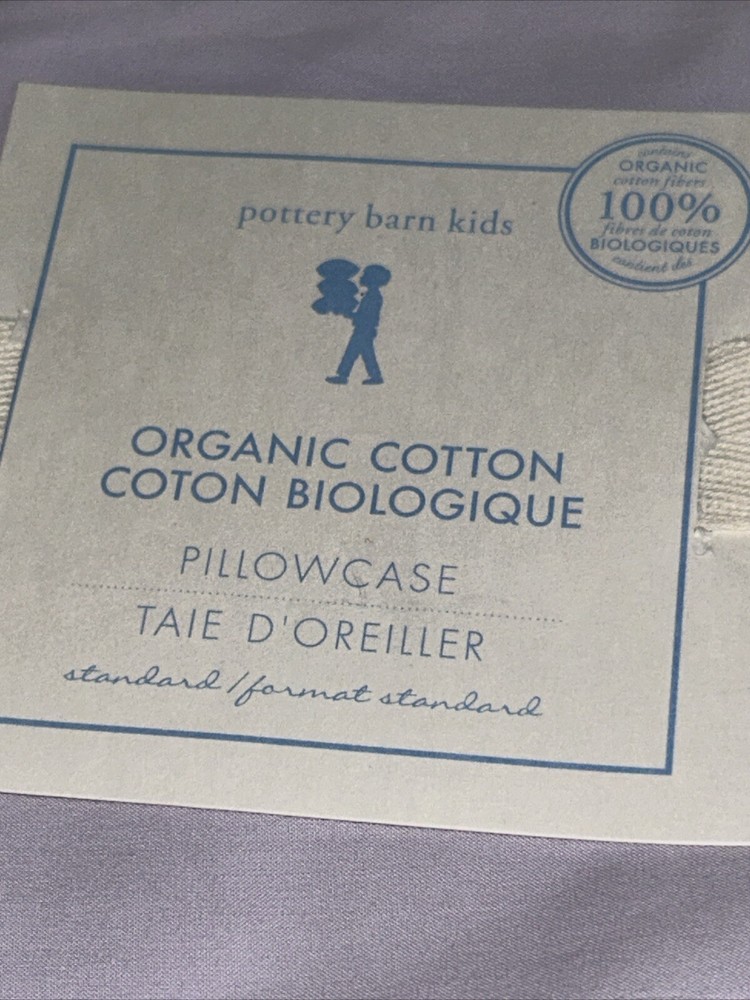 contains
ORGANIC
cotton fibers
100%
fibres de coton
BIOLOGIQUES
contient des
pottery barn kids
ORGANIC COTTON
COTON BIOLOGIQUE
PILLOWCASE
TAIE D'OREILLER
standard/format standard